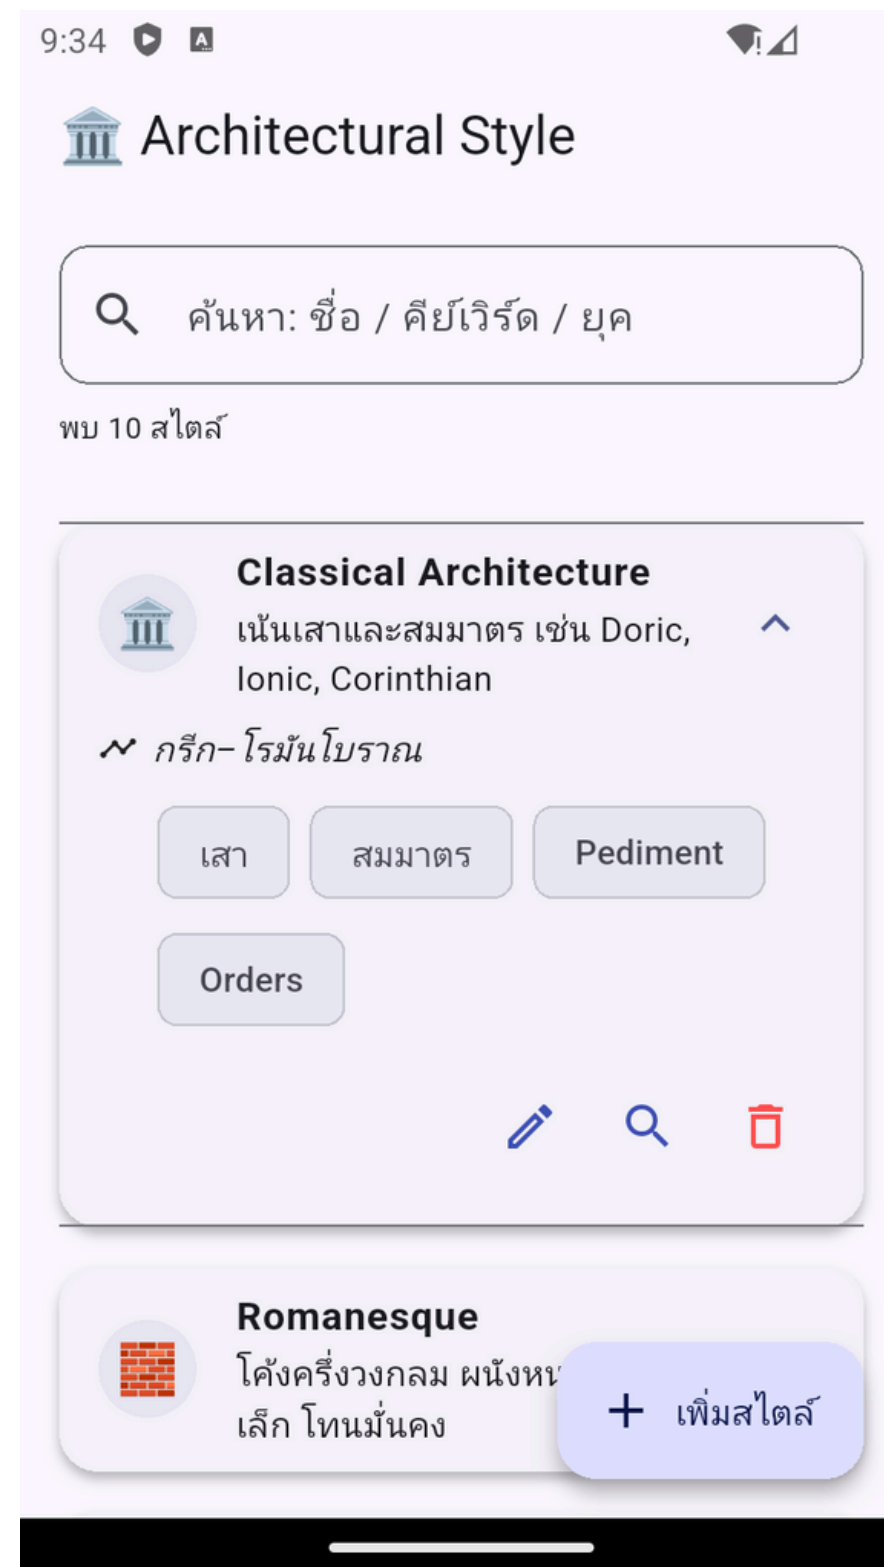 9:34
Architectural Style
ค้นหา: ชื่อ / คีย์เวิร์ด / ยุค
พบ 10 สไตล์
Classical Architecture
เน้นเสาและสมมาตร เช่น Doric,
Ionic, Corinthian
กรีก–โรมันโบราณ
เสา สมมาตร Pediment
Orders
Romanesque
โค้งครึ่งวงกลม
เล็ก โทนมั่นคง
เพิ่มสไตล์